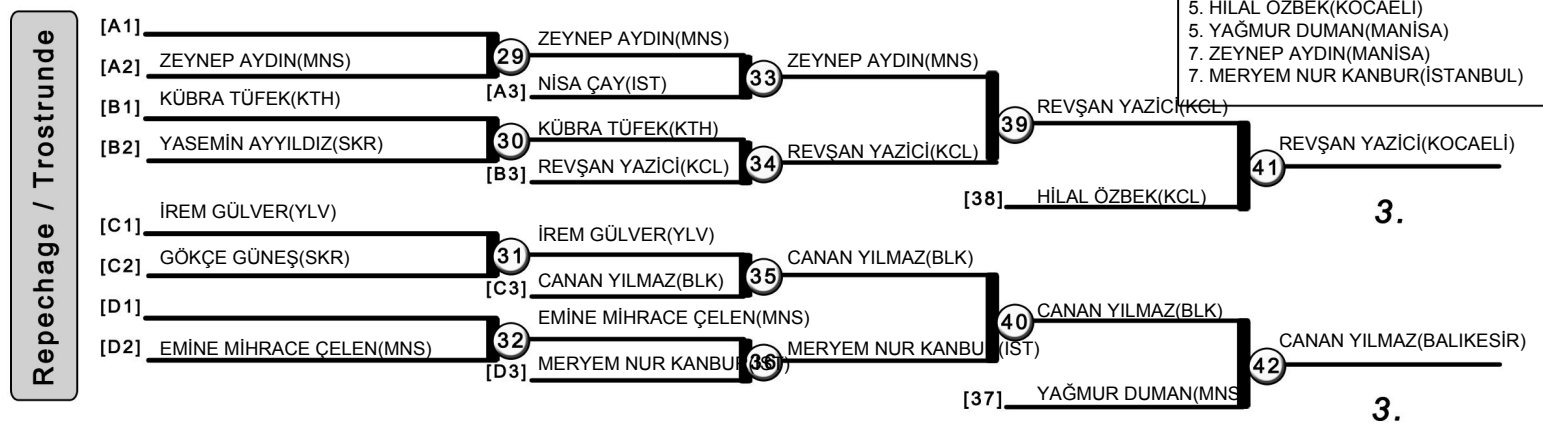 5. HİLAL ÖZBEK(KOCAELİ)
5. YAĞMUR DUMAN(MANİSA)
7. ZEYNEP AYDIN(MANİSA)
7. MERYEM NUR KANBUR(İSTANBUL)
Repechage / Trostrunde
[A1]
[A2] ZEYNEP AYDIN(MNS)
29 ZEYNEP AYDIN(MNS)
[A3] NİSA ÇAY(IST)
33 ZEYNEP AYDIN(MNS)
[B1] KÜBRA TÜFEK(KTH)
[B2] YASEMİN AYYILDIZ(SKR)
30 KÜBRA TÜFEK(KTH)
[B3] REVŞAN YAZİCİ(KCL)
34 REVŞAN YAZİCİ(KCL)
39 REVŞAN YAZİCİ(KCL)
[38] HİLAL ÖZBEK(KCL)
41 REVŞAN YAZİCİ(KOCAELİ)
3.
[C1] İREM GÜLVER(YLV)
[C2] GÖKÇE GÜNEŞ(SKR)
31 İREM GÜLVER(YLV)
[C3] CANAN YILMAZ(BLK)
35 CANAN YILMAZ(BLK)
[D1]
[D2] EMİNE MİHRACE ÇELEN(MNS)
32 EMİNE MİHRACE ÇELEN(MNS)
[D3] MERYEM NUR KANBUR(IST)
36 MERYEM NUR KANBUR(IST)
40 CANAN YILMAZ(BLK)
[37] YAĞMUR DUMAN(MNS
42 CANAN YILMAZ(BALIKESİR)
3.